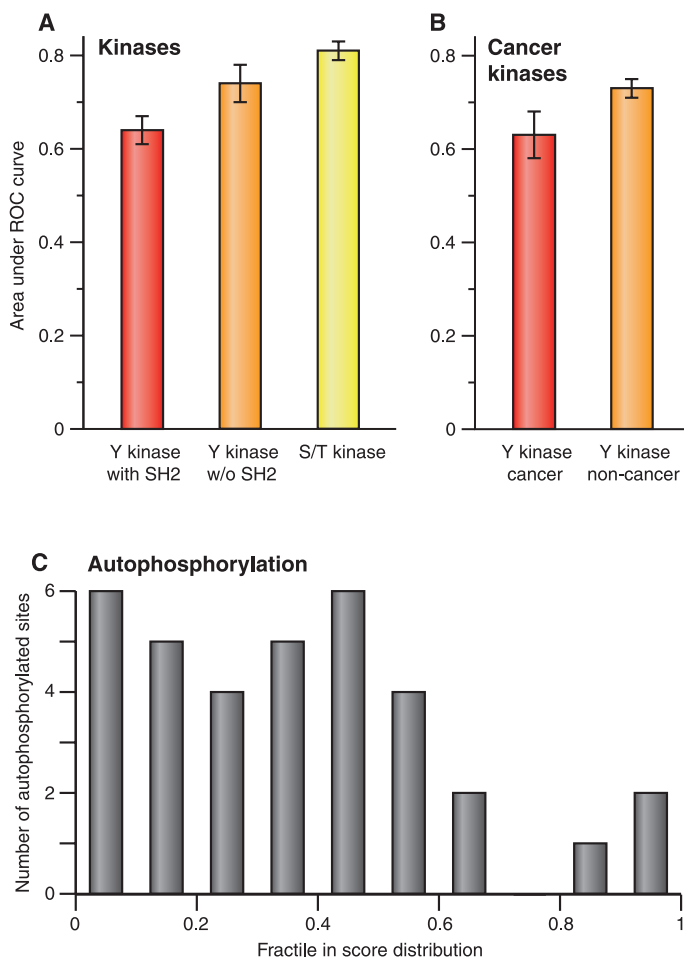 A
Kinases
Area under ROC curve
0.8
0.6
0.4
0.2
0
Y kinase
with SH2
Y kinase
w/o SH2
S/T kinase
B
Cancer
kinases
0.8
0.6
0.4
0.2
0
Y kinase
cancer
Y kinase
non-cancer
C
Autophosphorylation
Number of autophosphorylated sites
6
4
2
0
0
0.2
0.4
0.6
0.8
1
Fractile in score distribution